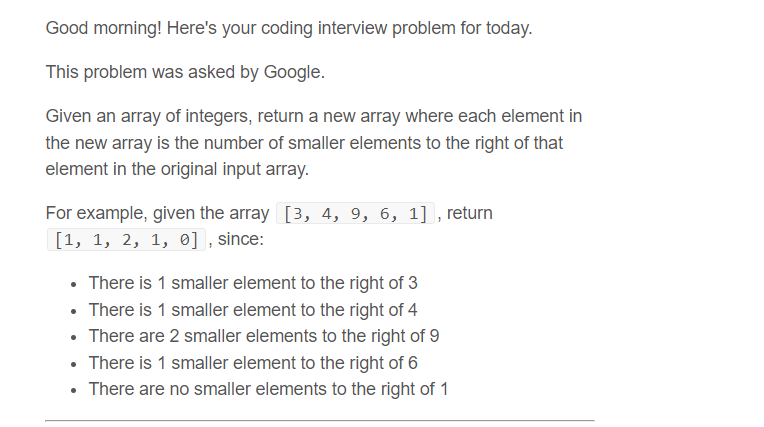 Good morning! Here's your coding interview problem for today.
This problem was asked by Google.
Given an array of integers, return a new array where each element in
the new array is the number of smaller elements to the right of that
element in the original input array.
For example, given the array [3, 4, 9, 6, 1], return
[1, 1, 2, 1, 0], since:
• There is 1 smaller element to the right of 3
• There is 1 smaller element to the right of 4
• There are 2 smaller elements to the right of 9
• There is 1 smaller element to the right of 6
• There are no smaller elements to the right of 1